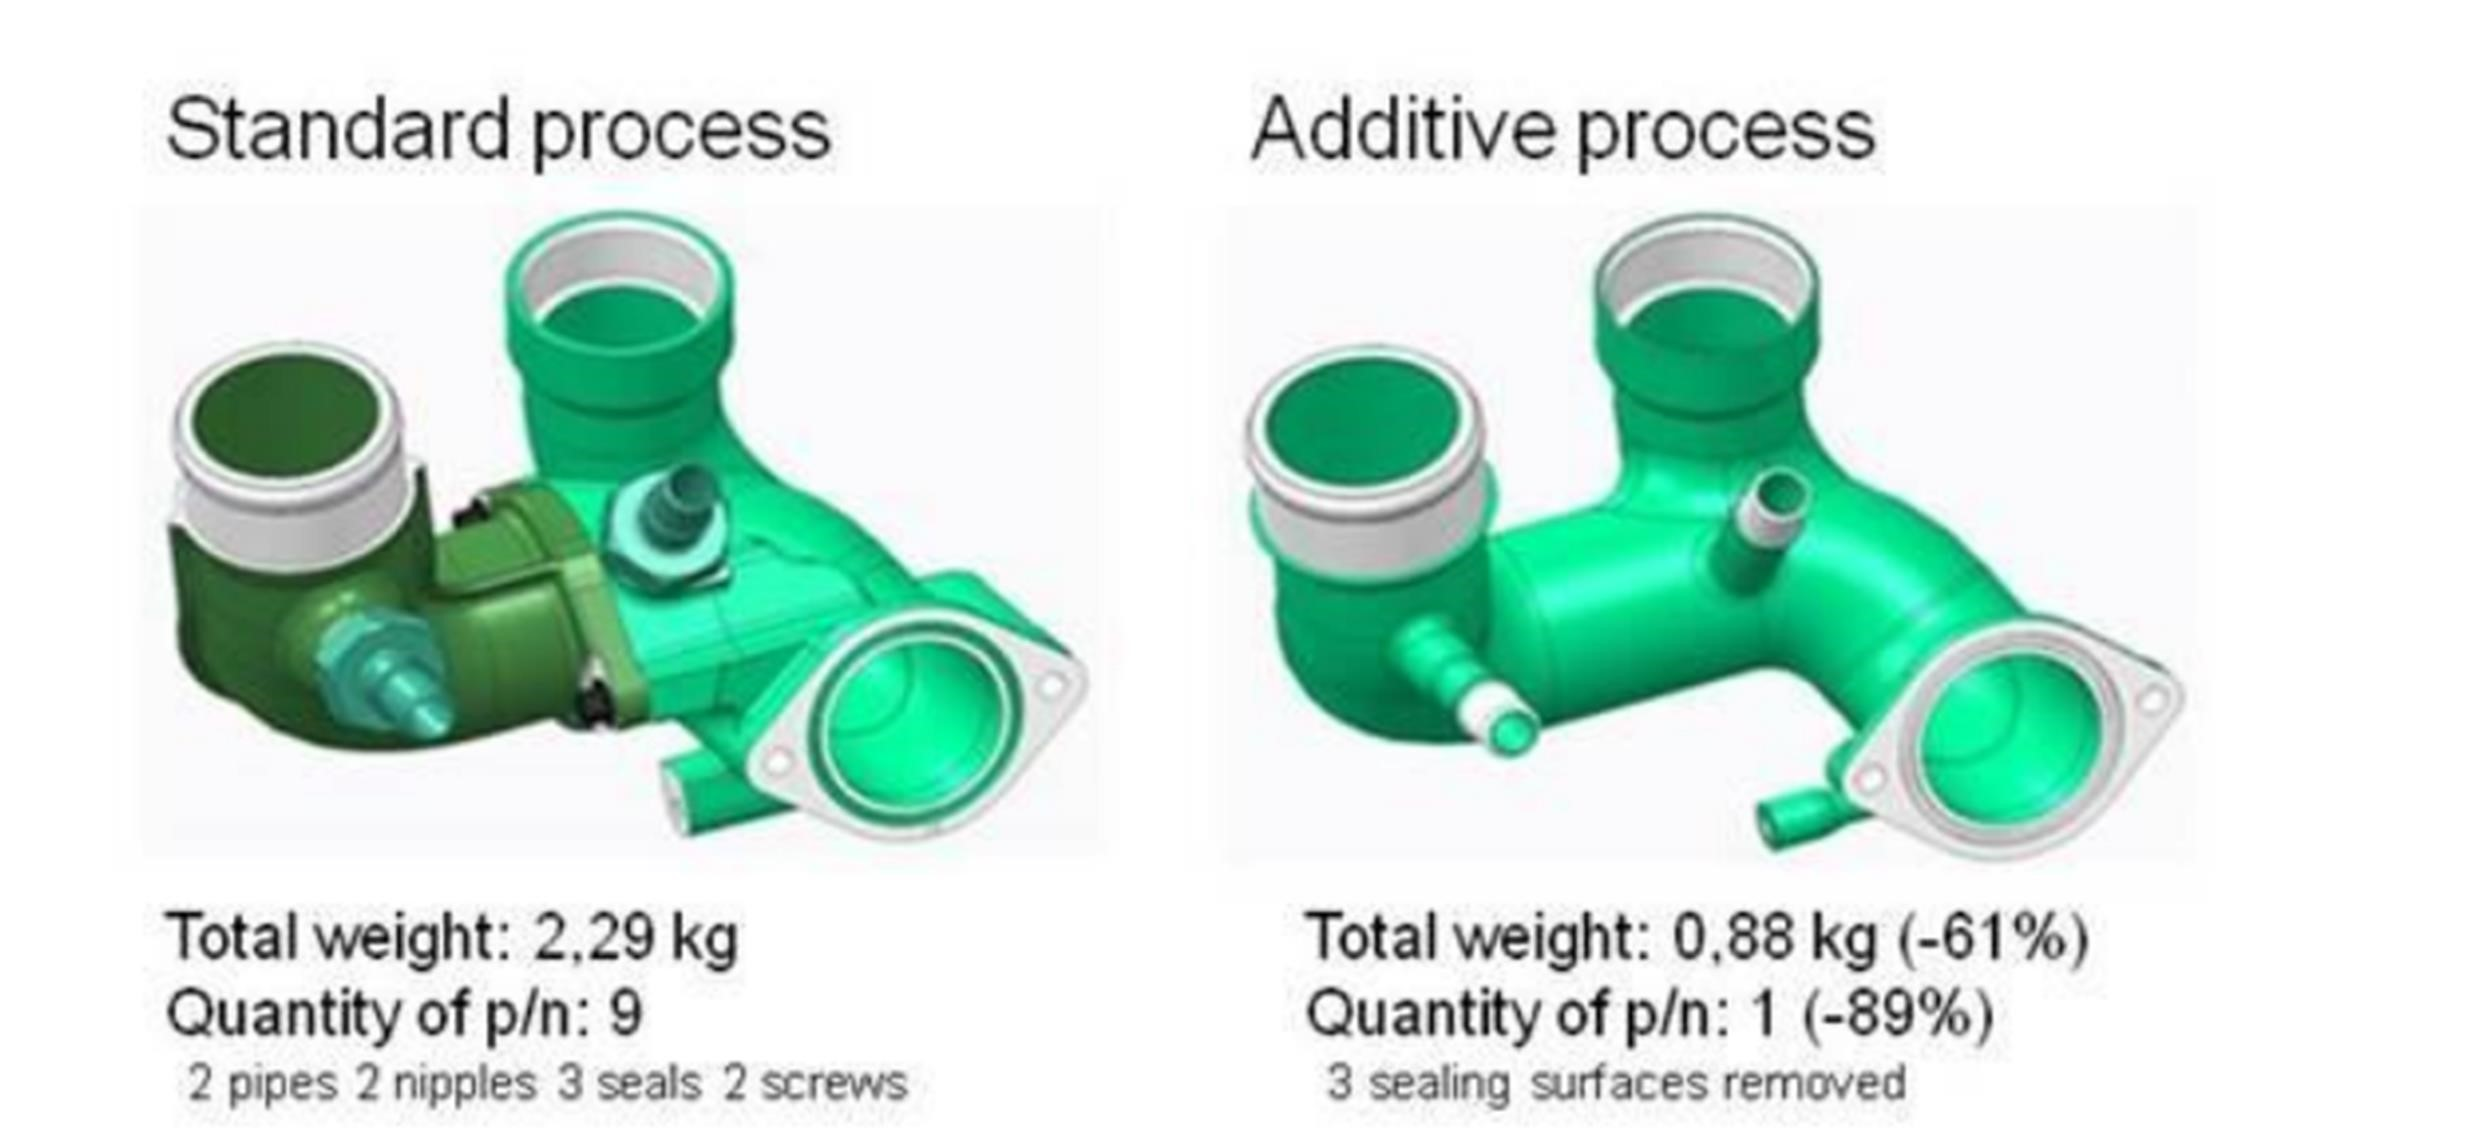 Standard process
Additive process
Total weight: 2,29 kg
Quantity of p/n: 9
2 pipes 2 nipples 3 seals 2 screws
Total weight: 0,88 kg (-61%)
Quantity of p/n: 1 (-89%)
3 sealing surfaces removed